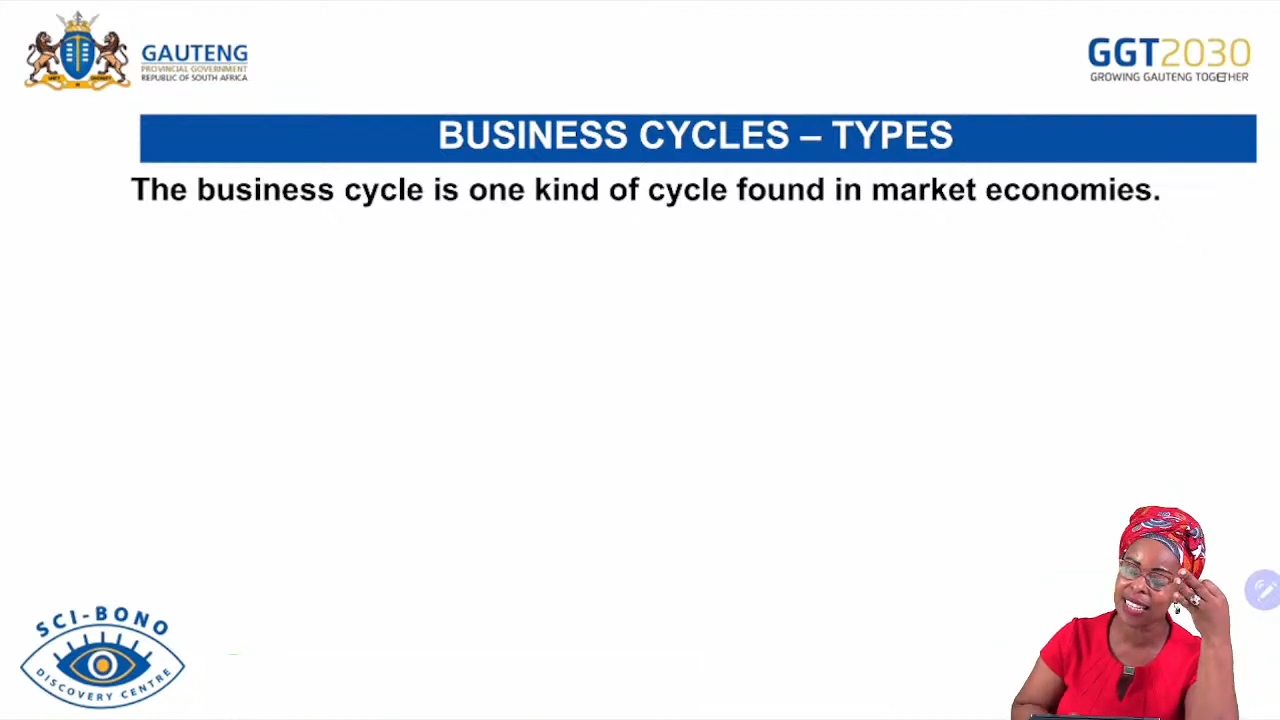 GAUTENG
PROVINCIAL GOVERNMENT
REPUBLIC OF SOUTH AFRICA
GGT2030
GROWING GAUTENG TOGETHER
BUSINESS CYCLES – TYPES
The business cycle is one kind of cycle found in market economies.
SCI-BONO
DISCOVERY CENTRE